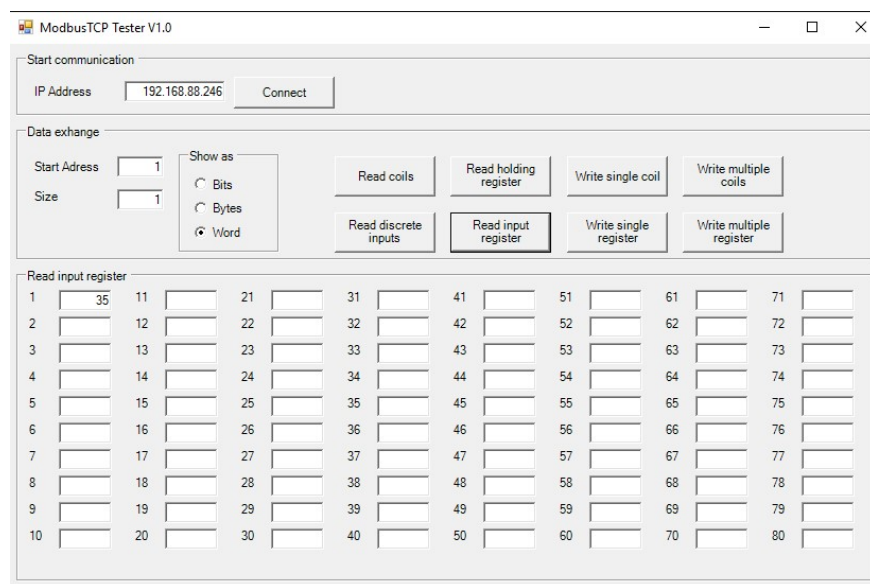 ModbusTCP Tester V1.0
Start communication
IP Address 192.168.88.246 Connect
Data exhange
Start Adress 1
Size 1
Show as
Bits
Bytes
Word
Read coils
Read holding
register
Write single coil
Write multiple
coils
Read discrete
inputs
Read input
register
Write single
register
Write multiple
register
Read input register
1 35 11 21 31 41 51 61 71
2 12 22 32 42 52 62 72
3 13 23 33 43 53 63 73
4 14 24 34 44 54 64 74
5 15 25 35 45 55 65 75
6 16 26 36 46 56 66 76
7 17 27 37 47 57 67 77
8 18 28 38 48 58 68 78
9 19 29 39 49 59 69 79
10 20 30 40 50 60 70 80